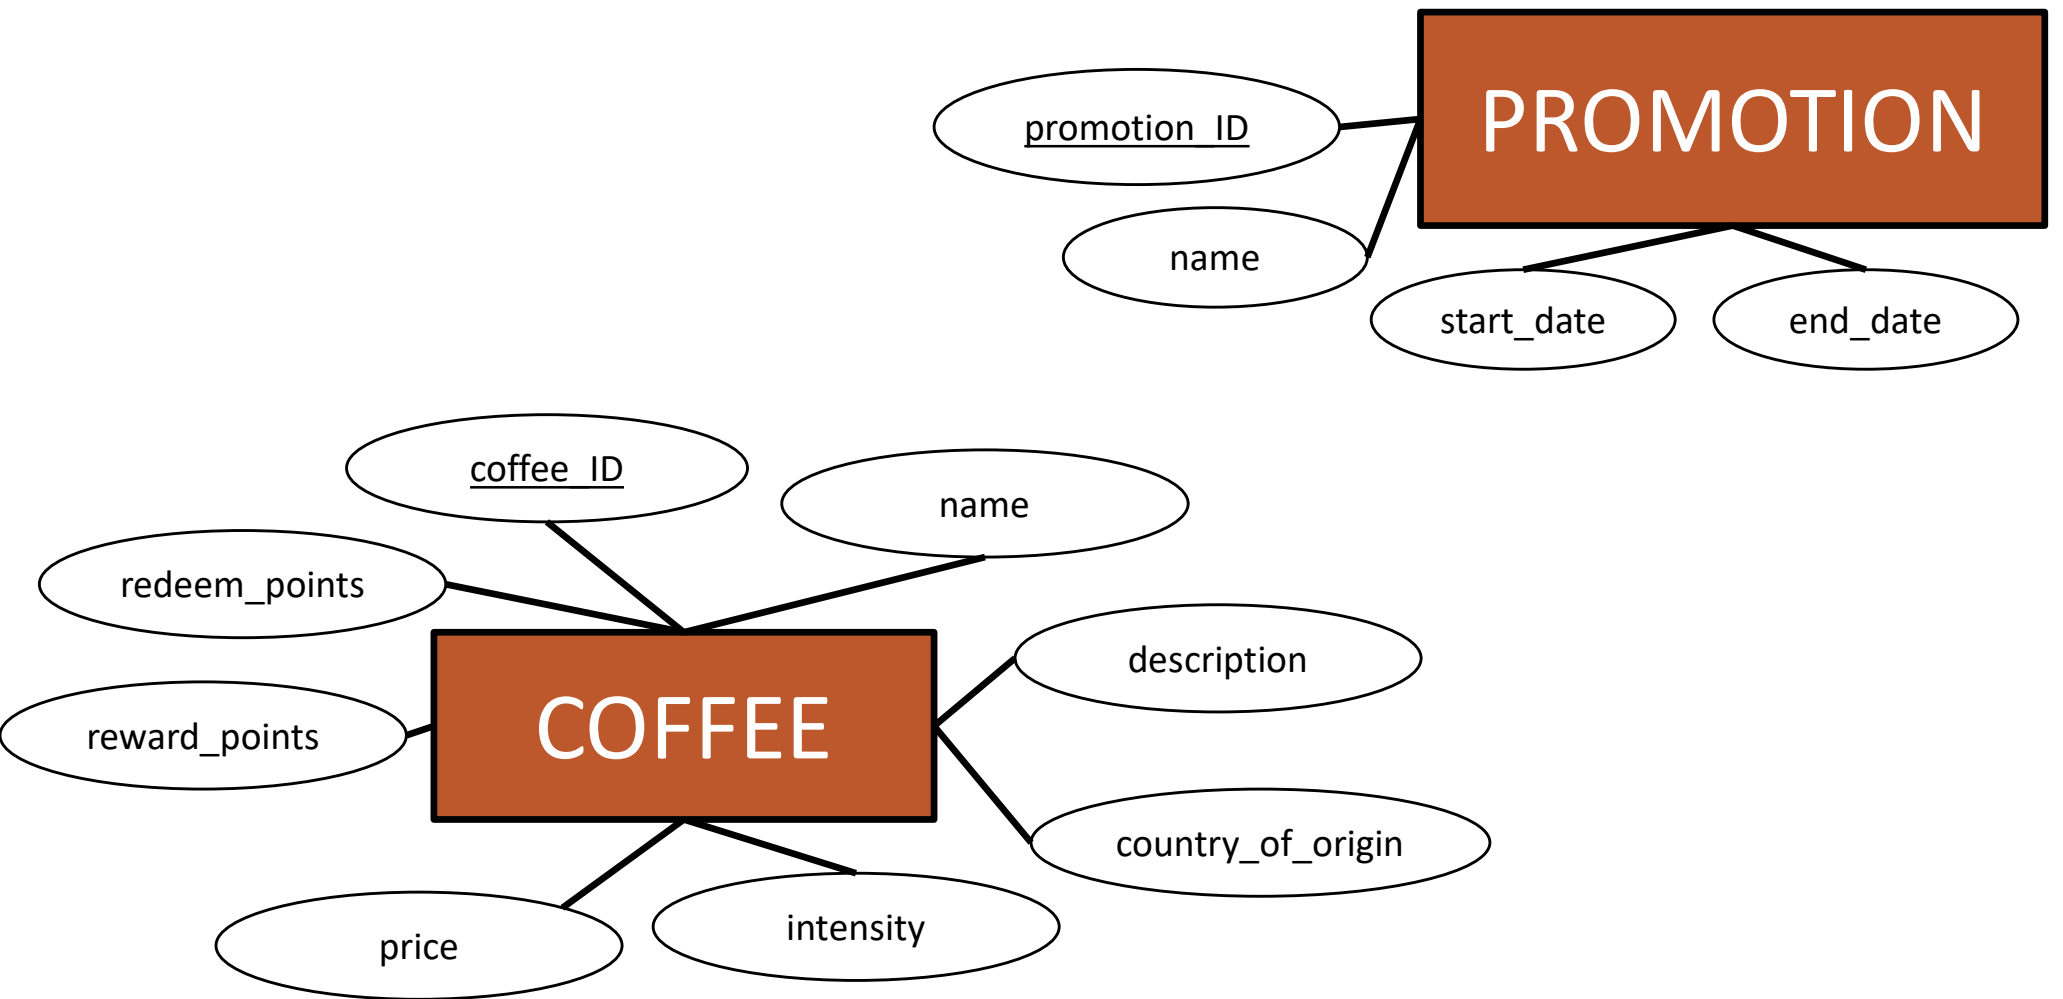 PROMOTION
promotion_ID
name
start_date
end_date
coffee_ID
name
redeem_points
description
reward_points
COFFEE
country_of_origin
intensity
price